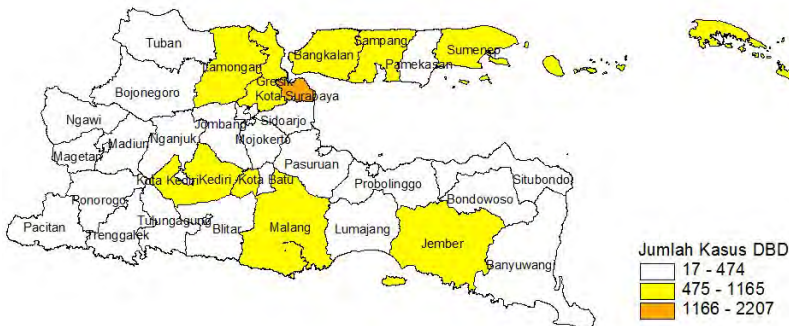 Tuban
Lamongan
Gresik
Bangkalan
Sampang
Pamekasan
Sumenep
Bojonegoro
Kota Surabaya
Ngawi
Jombang
Sidoarjo
Magetan
Madiun
Nganjuk
Mojokerto
Pasuruan
Kota Kediri
Kediri
Kota Batu
Probolinggo
Situbondo
Ponorogo
Bondowoso
Pacitan
Trenggalek
Tulungagung
Blitar
Malang
Lumajang
Jember
Banyuwangi
Jumlah Kasus DBD
17 - 474
475 - 1165
1166 - 2207